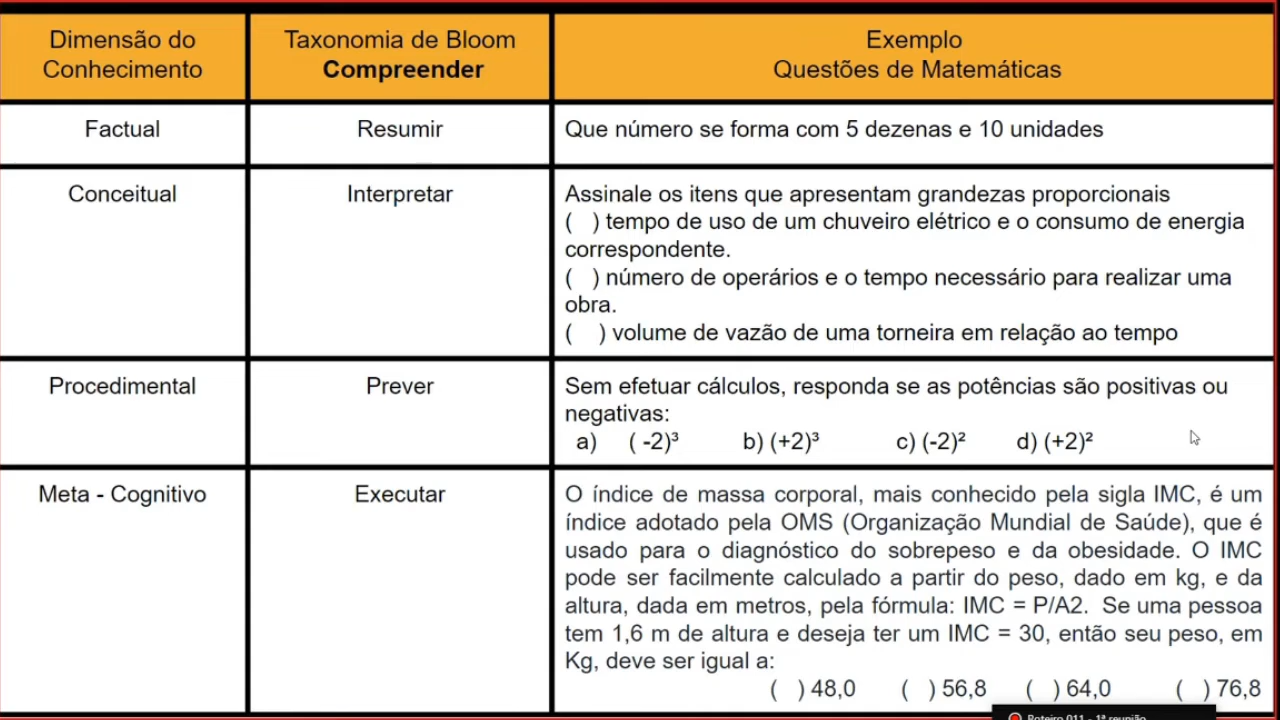 Dimensão do
Conhecimento
Taxonomia de Bloom
Compreender
Exemplo
Questões de Matemáticas
Factual
Resumir
Que número se forma com 5 dezenas e 10 unidades
Conceitual
Interpretar
Assinale os itens que apresentam grandezas proporcionais
( ) tempo de uso de um chuveiro elétrico e o consumo de energia
correspondente.
( ) número de operários e o tempo necessário para realizar uma
obra.
( ) volume de vazão de uma torneira em relação ao tempo
Procedimental
Prever
Sem efetuar cálculos, responda se as potências são positivas ou
negativas:
a) ( -2)³ b) (+2)³ c) (-2)² d) (+2)²
Meta - Cognitivo
Executar
O índice de massa corporal, mais conhecido pela sigla IMC, é um
índice adotado pela OMS (Organização Mundial de Saúde), que é
usado para o diagnóstico do sobrepeso e da obesidade. O IMC
pode ser facilmente calculado a partir do peso, dado em kg, e da
altura, dada em metros, pela fórmula: IMC = P/A2. Se uma pessoa
tem 1,6 m de altura e deseja ter um IMC = 30, então seu peso, em
Kg, deve ser igual a:
( ) 48,0 ( ) 56,8 ( ) 64,0 ( ) 76,8
Roteiro 011 - 1ª reunião